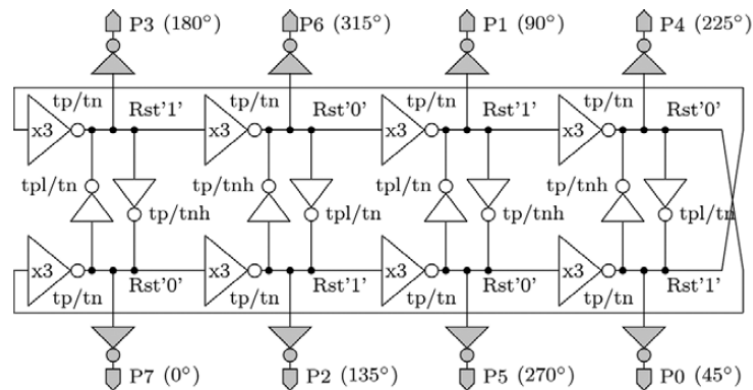 P3 (180°) P6 (315°) P1 (90°) P4 (225°)
tp/tn Rst'1' tp/tn Rst'0' tp/tn Rst'1' tp/tn Rst'0'
x3 x3 x3 x3
tpl/tn tp/tnh tpl/tn tp/tnh
tp/tnh tpl/tn tp/tnh tpl/tn
x3 x3 x3 x3
tp/tn Rst'0' tp/tn Rst'1' tp/tn Rst'0' tp/tn Rst'1'
P7 (0°) P2 (135°) P5 (270°) P0 (45°)